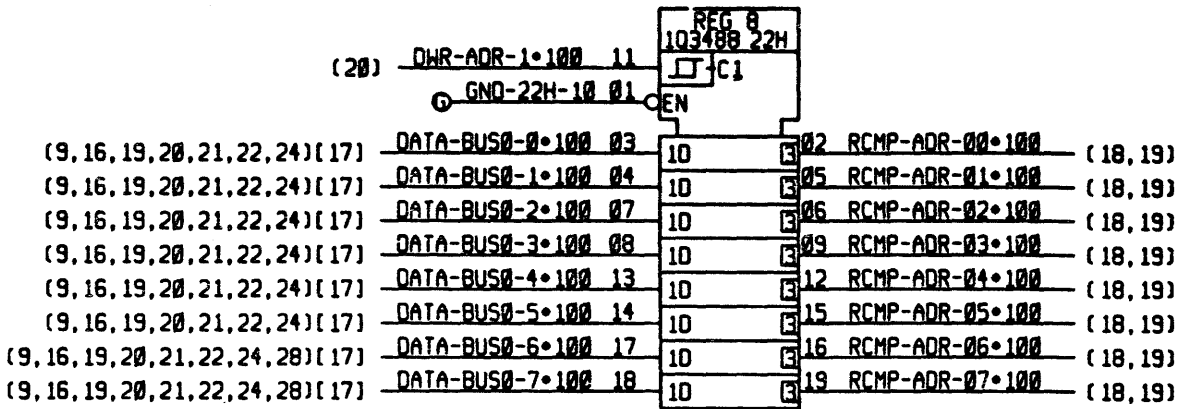 REG 8
103488 22H
(20) DWR-ADR-1•100 11 C1
G GND-22H-10 01 EN
(9,16,19,20,21,22,24)[17] DATA-BUS0-0•100 03 1D 3 02 RCMP-ADR-00•100 (18,19)
(9,16,19,20,21,22,24)[17] DATA-BUS0-1•100 04 1D 3 05 RCMP-ADR-01•100 (18,19)
(9,16,19,20,21,22,24)[17] DATA-BUS0-2•100 07 1D 3 06 RCMP-ADR-02•100 (18,19)
(9,16,19,20,21,22,24)[17] DATA-BUS0-3•100 08 1D 3 09 RCMP-ADR-03•100 (18,19)
(9,16,19,20,21,22,24)[17] DATA-BUS0-4•100 13 1D 3 12 RCMP-ADR-04•100 (18,19)
(9,16,19,20,21,22,24)[17] DATA-BUS0-5•100 14 1D 3 15 RCMP-ADR-05•100 (18,19)
(9,16,19,20,21,22,24,28)[17] DATA-BUS0-6•100 17 1D 3 16 RCMP-ADR-06•100 (18,19)
(9,16,19,20,21,22,24,28)[17] DATA-BUS0-7•100 18 1D 3 19 RCMP-ADR-07•100 (18,19)